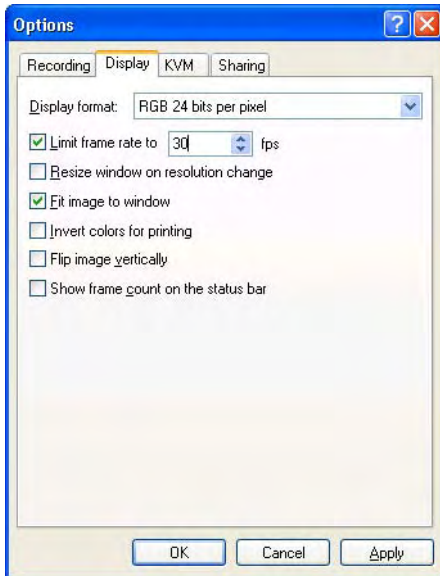 Options
Recording Display KVM Sharing
Display format: RGB 24 bits per pixel
Limit frame rate to 30 fps
Resize window on resolution change
Fit image to window
Invert colors for printing
Flip image vertically
Show frame count on the status bar
OK Cancel Apply